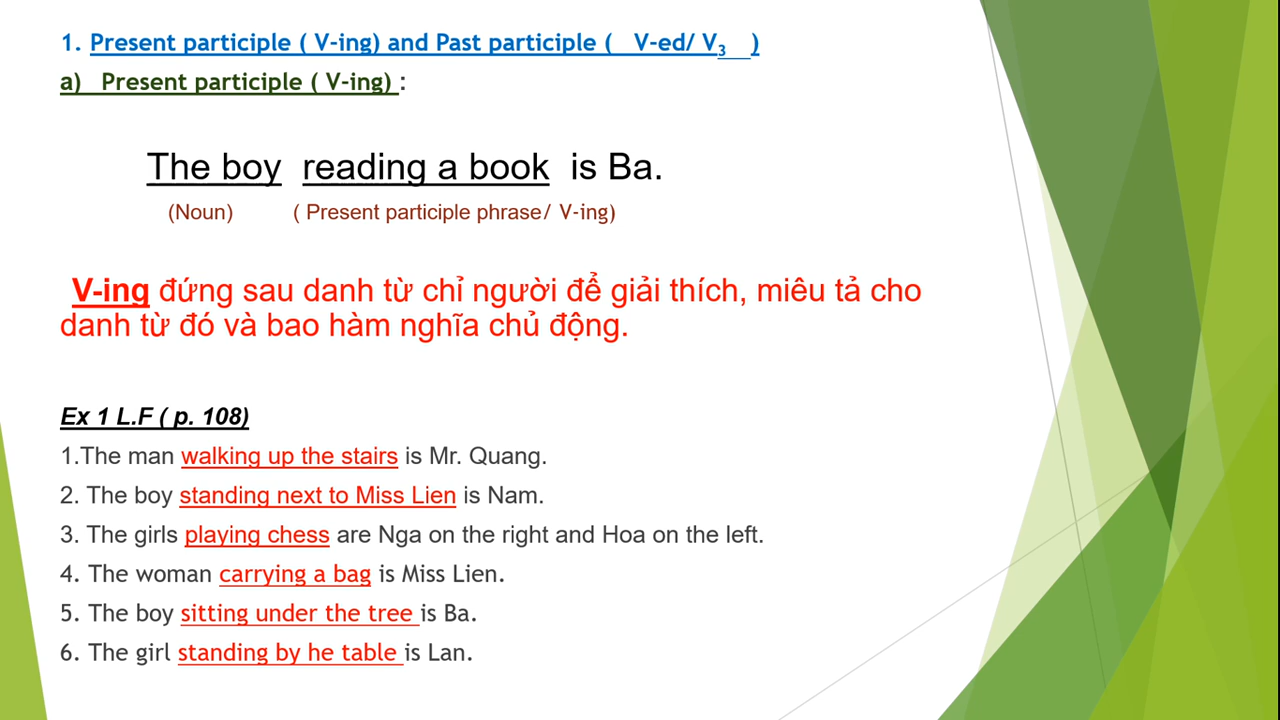 1. Present participle ( V-ing) and Past participle ( V-ed/ V3 )
a) Present participle ( V-ing) :
The boy reading a book is Ba.
(Noun) ( Present participle phrase/ V-ing)
V-ing đứng sau danh từ chỉ người để giải thích, miêu tả cho
danh từ đó và bao hàm nghĩa chủ động.
Ex 1 L.F ( p. 108)
1.The man walking up the stairs is Mr. Quang.
2. The boy standing next to Miss Lien is Nam.
3. The girls playing chess are Nga on the right and Hoa on the left.
4. The woman carrying a bag is Miss Lien.
5. The boy sitting under the tree is Ba.
6. The girl standing by he table is Lan.